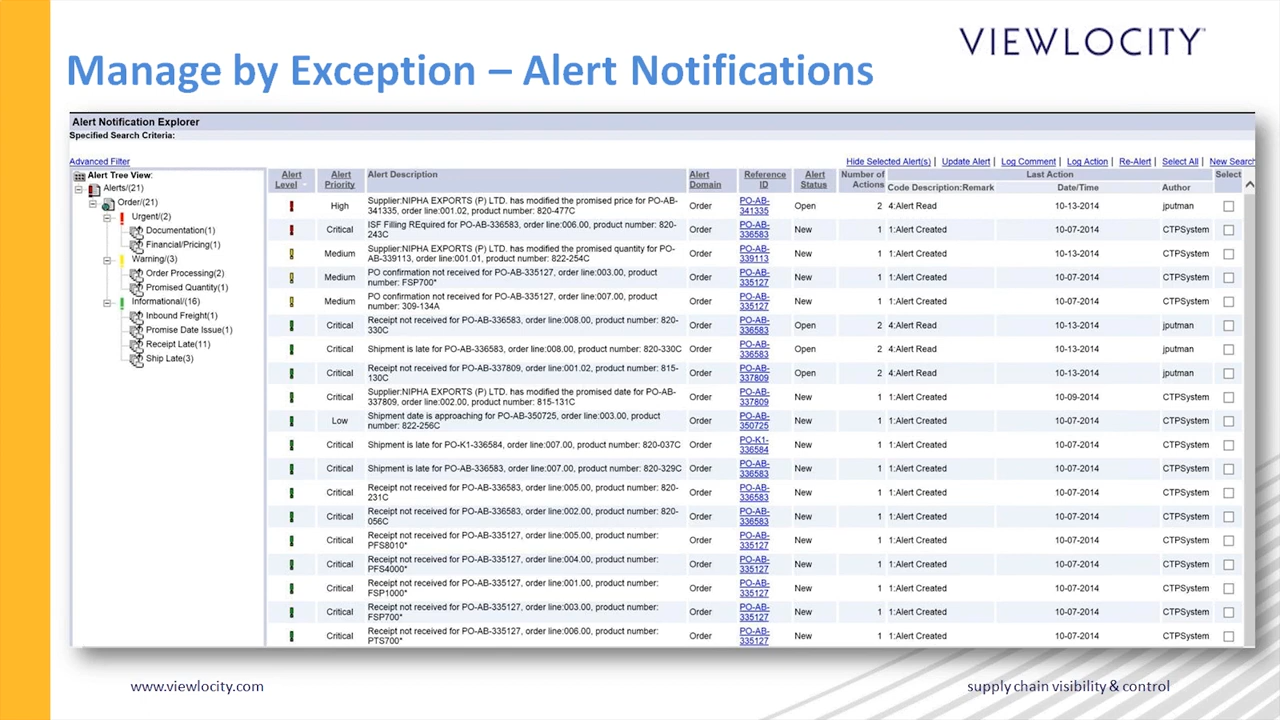 VIEWLOCITY
Manage by Exception – Alert Notifications
Alert Notification Explorer
Specified Search Criteria:
Advanced Filter
Hide Selected Alert(s) | Update Alert | Log Comment | Log Action | Re-Alert | Select All | New Search
Alert Tree View:
Alerts/(21)
Order/(21)
Urgent/(2)
Documentation(1)
Financial/Pricing(1)
Warning/(3)
Order Processing(2)
Promised Quantity(1)
Informational/(16)
Inbound Freight(1)
Promise Date Issue(1)
Receipt Late(11)
Ship Late(3)
Alert Level
Alert Priority
Alert Description
Alert Domain
Reference ID
Alert Status
Number of Actions
Last Action
Code Description:Remark
Date/Time
Author
Select
High Supplier:NIPHA EXPORTS (P) LTD. has modified the promised price for PO-AB-341335, order line:001.02, product number: 820-477C Order PO-AB-341335 Open 2 4:Alert Read 10-13-2014 jputman
Critical ISF Filling REquired for PO-AB-336583, order line:006.00, product number: 820-243C Order PO-AB-336583 New 1 1:Alert Created 10-07-2014 CTPSystem
Medium Supplier:NIPHA EXPORTS (P) LTD. has modified the promised quantity for PO-AB-339113, order line:001.01, product number: 822-254C Order PO-AB-339113 New 1 1:Alert Created 10-13-2014 CTPSystem
Medium PO confirmation not received for PO-AB-335127, order line:003.00, product number: FSP700* Order PO-AB-335127 New 1 1:Alert Created 10-07-2014 CTPSystem
Medium PO confirmation not received for PO-AB-335127, order line:007.00, product number: 309-134A Order PO-AB-335127 New 1 1:Alert Created 10-07-2014 CTPSystem
Critical Receipt not received for PO-AB-336583, order line:008.00, product number: 820-330C Order PO-AB-336583 Open 2 4:Alert Read 10-13-2014 jputman
Critical Shipment is late for PO-AB-336583, order line:008.00, product number: 820-330C Order PO-AB-336583 Open 2 4:Alert Read 10-13-2014 jputman
Critical Receipt not received for PO-AB-337809, order line:001.02, product number: 815-130C Order PO-AB-337809 Open 2 4:Alert Read 10-13-2014 jputman
Critical Supplier:NIPHA EXPORTS (P) LTD. has modified the promised date for PO-AB-337809, order line:002.00, product number: 815-131C Order PO-AB-337809 New 1 1:Alert Created 10-09-2014 CTPSystem
Low Shipment date is approaching for PO-AB-350725, order line:003.00, product number: 822-256C Order PO-AB-350725 New 1 1:Alert Created 10-07-2014 CTPSystem
Critical Shipment is late for PO-K1-336584, order line:007.00, product number: 820-037C Order PO-K1-336584 New 1 1:Alert Created 10-07-2014 CTPSystem
Critical Shipment is late for PO-AB-336583, order line:007.00, product number: 820-329C Order PO-AB-336583 New 1 1:Alert Created 10-07-2014 CTPSystem
Critical Receipt not received for PO-AB-336583, order line:005.00, product number: 820-231C Order PO-AB-336583 New 1 1:Alert Created 10-07-2014 CTPSystem
Critical Receipt not received for PO-AB-336583, order line:002.00, product number: 820-056C Order PO-AB-336583 New 1 1:Alert Created 10-07-2014 CTPSystem
Critical Receipt not received for PO-AB-335127, order line:005.00, product number: PFS8010* Order PO-AB-335127 New 1 1:Alert Created 10-07-2014 CTPSystem
Critical Receipt not received for PO-AB-335127, order line:004.00, product number: PFS4000* Order PO-AB-335127 New 1 1:Alert Created 10-07-2014 CTPSystem
Critical Receipt not received for PO-AB-335127, order line:001.00, product number: FSP1000* Order PO-AB-335127 New 1 1:Alert Created 10-07-2014 CTPSystem
Critical Receipt not received for PO-AB-335127, order line:003.00, product number: FSP700* Order PO-AB-335127 New 1 1:Alert Created 10-07-2014 CTPSystem
Critical Receipt not received for PO-AB-335127, order line:006.00, product number: PTS700* Order PO-AB-335127 New 1 1:Alert Created 10-07-2014 CTPSystem
www.viewlocity.com
supply chain visibility & control